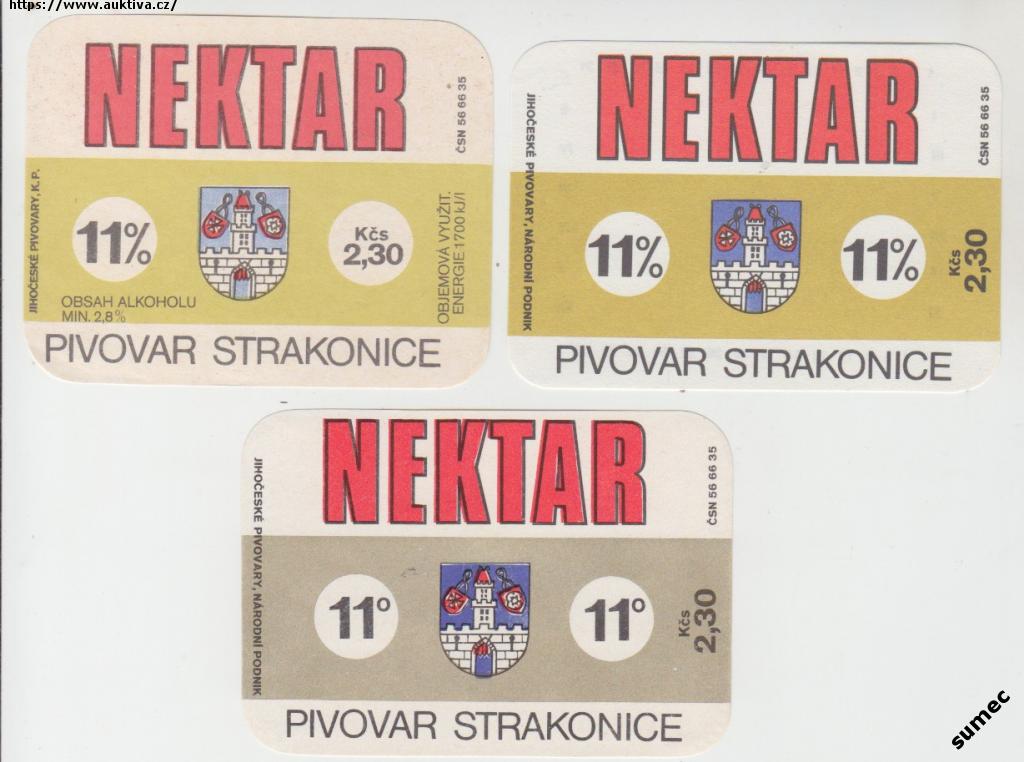 https://www.auktiva.cz/
NEKTAR
ČSN 56 66 35
JIHOČESKÉ PIVOVARY, K. P.
11%
Kčs
2,30
OBSAH ALKOHOLU
MIN. 2,8%
OBJEMOVÁ VYUŽIT.
ENERGIE 1700 kJ/l
PIVOVAR STRAKONICE
NEKTAR
JIHOČESKÉ PIVOVARY, NÁRODNÍ PODNIK
ČSN 56 66 35
11%
11%
Kčs
2,30
PIVOVAR STRAKONICE
NEKTAR
JIHOČESKÉ PIVOVARY, NÁRODNÍ PODNIK
ČSN 56 66 35
11°
11°
Kčs
2,30
PIVOVAR STRAKONICE
sumec